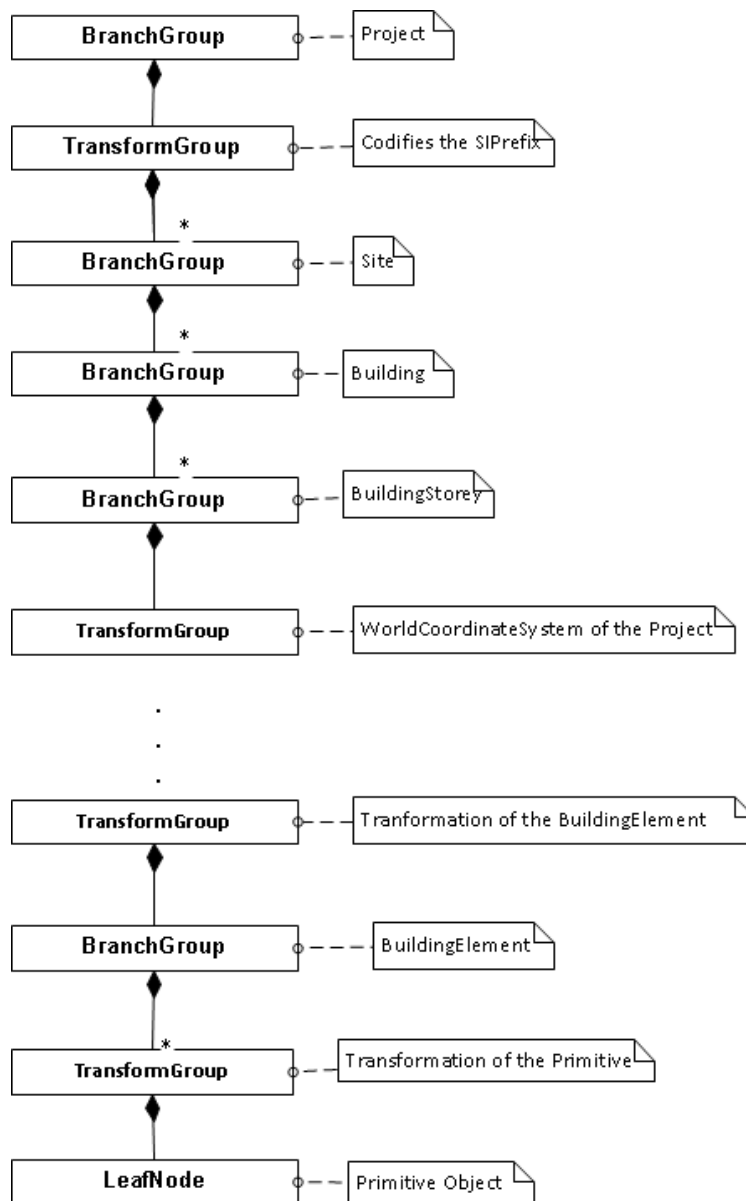 BranchGroup
Project
TransformGroup
Codifies the SIPrefix
*
BranchGroup
Site
*
BranchGroup
Building
*
BranchGroup
BuildingStorey
TransformGroup
WorldCoordinateSystem of the Project
.
.
.
TransformGroup
Tranformation of the BuildingElement
BranchGroup
BuildingElement
*
TransformGroup
Transformation of the Primitive
LeafNode
Primitive Object